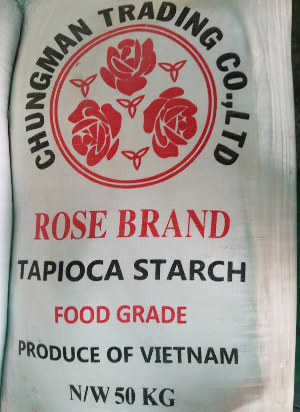 CHUNGMAN TRADING CO.,LTD
ROSE BRAND
TAPIOCA STARCH
FOOD GRADE
PRODUCE OF VIETNAM
N/W 50 KG